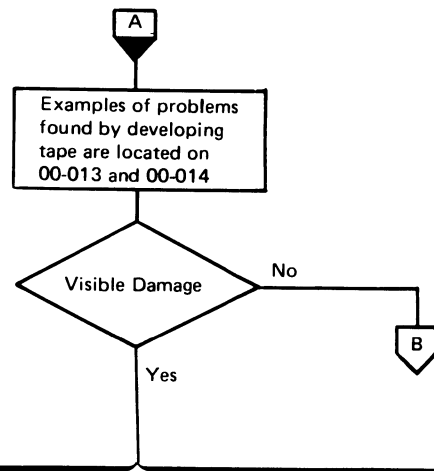 A
Examples of problems
found by developing
tape are located on
00-013 and 00-014
Visible Damage
No
B
Yes